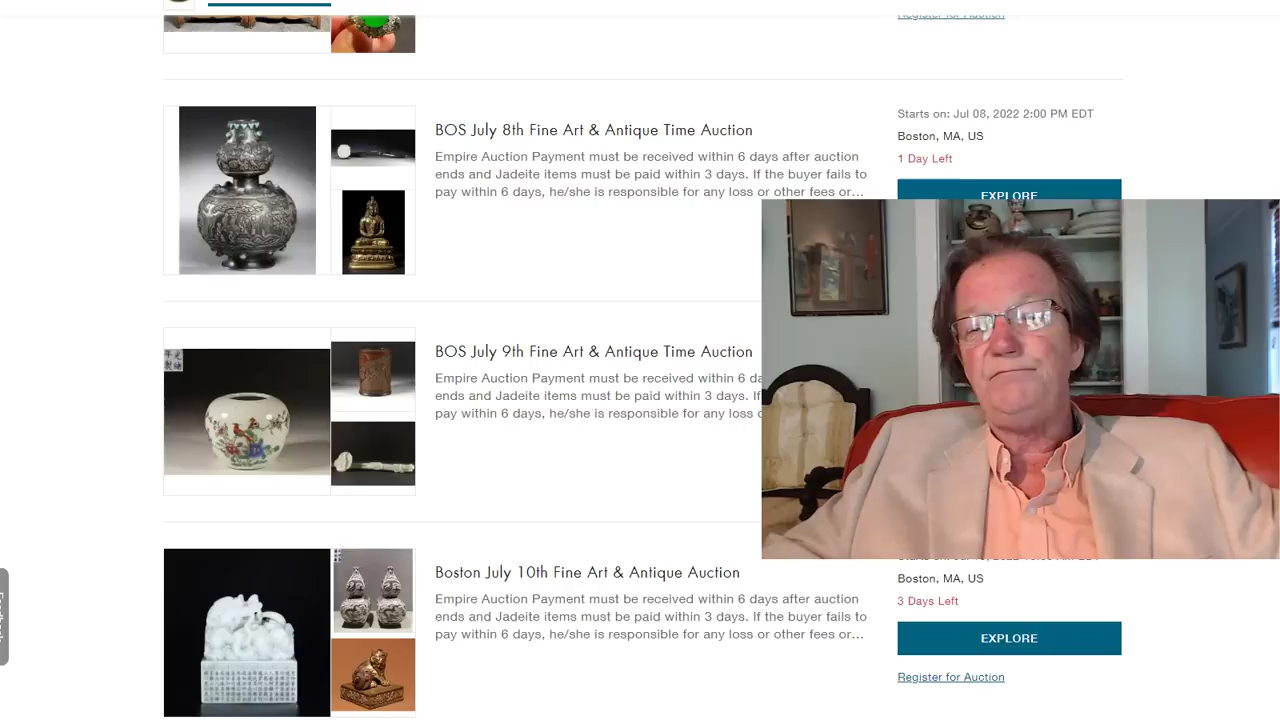 Register for Auction
BOS July 8th Fine Art & Antique Time Auction
Empire Auction Payment must be received within 6 days after auction
ends and Jadeite items must be paid within 3 days. If the buyer fails to
pay within 6 days, he/she is responsible for any loss or other fees or...
Starts on: Jul 08, 2022 2:00 PM EDT
Boston, MA, US
1 Day Left
EXPLORE
BOS July 9th Fine Art & Antique Time Auction
Empire Auction Payment must be received within 6
ends and Jadeite items must be paid within 3 days. If
pay within 6 days, he/she is responsible for any loss
Boston July 10th Fine Art & Antique Auction
Empire Auction Payment must be received within 6 days after auction
ends and Jadeite items must be paid within 3 days. If the buyer fails to
pay within 6 days, he/she is responsible for any loss or other fees or...
Boston, MA, US
3 Days Left
EXPLORE
Register for Auction